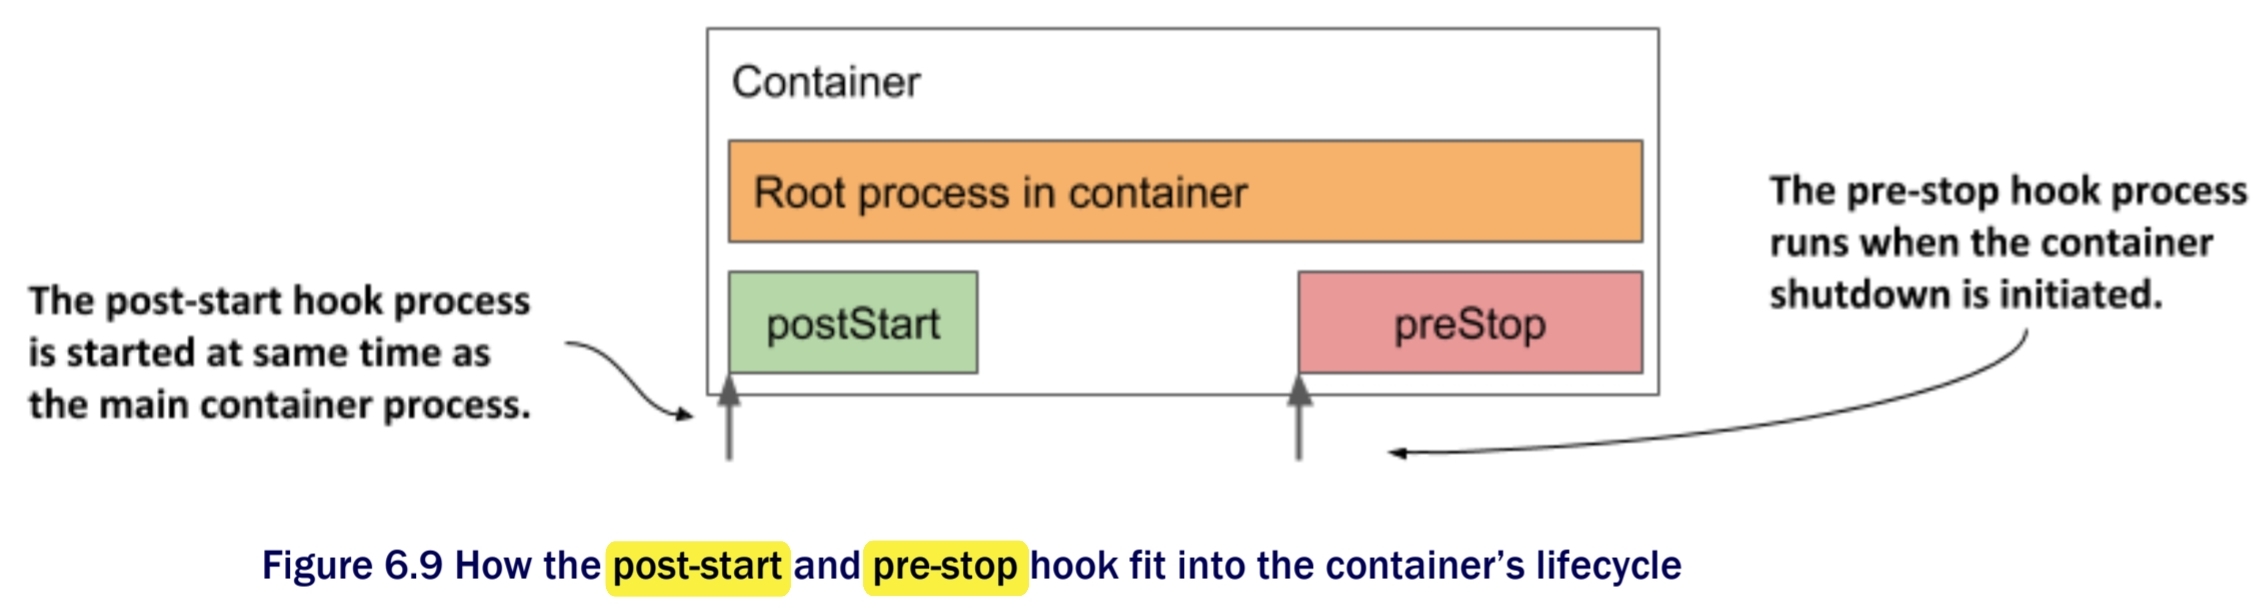 Container
Root process in container
The post-start hook process
is started at same time as
the main container process.
postStart
preStop
The pre-stop hook process
runs when the container
shutdown is initiated.
Figure 6.9 How the post-start and pre-stop hook fit into the container’s lifecycle